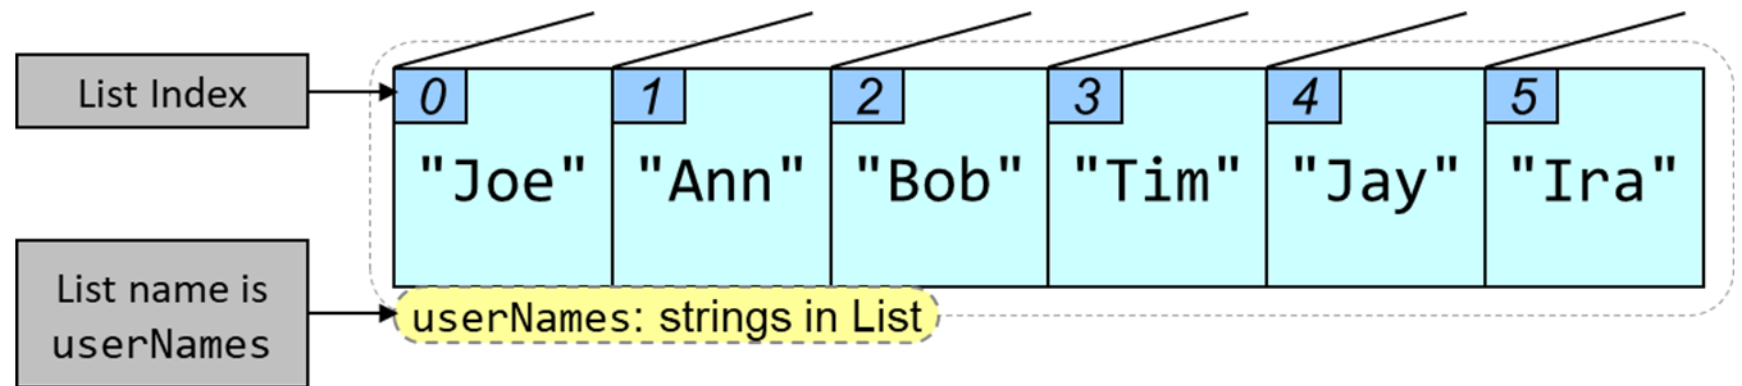 List Index
0 1 2 3 4 5
"Joe" "Ann" "Bob" "Tim" "Jay" "Ira"
List name is
userNames
userNames: strings in List